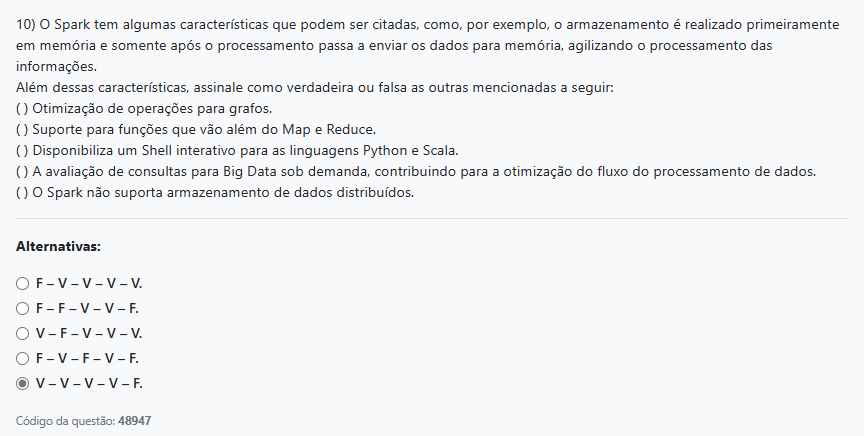 10) O Spark tem algumas características que podem ser citadas, como, por exemplo, o armazenamento é realizado primeiramente
em memória e somente após o processamento passa a enviar os dados para memória, agilizando o processamento das
informações.
Além dessas características, assinale como verdadeira ou falsa as outras mencionadas a seguir:
( ) Otimização de operações para grafos.
( ) Suporte para funções que vão além do Map e Reduce.
( ) Disponibiliza um Shell interativo para as linguagens Python e Scala.
( ) A avaliação de consultas para Big Data sob demanda, contribuindo para a otimização do fluxo do processamento de dados.
( ) O Spark não suporta armazenamento de dados distribuídos.
Alternativas:
F – V – V – V – V.
F – F – V – V – F.
V – F – V – V – V.
F – V – F – V – F.
V – V – V – V – F.
Código da questão: 48947